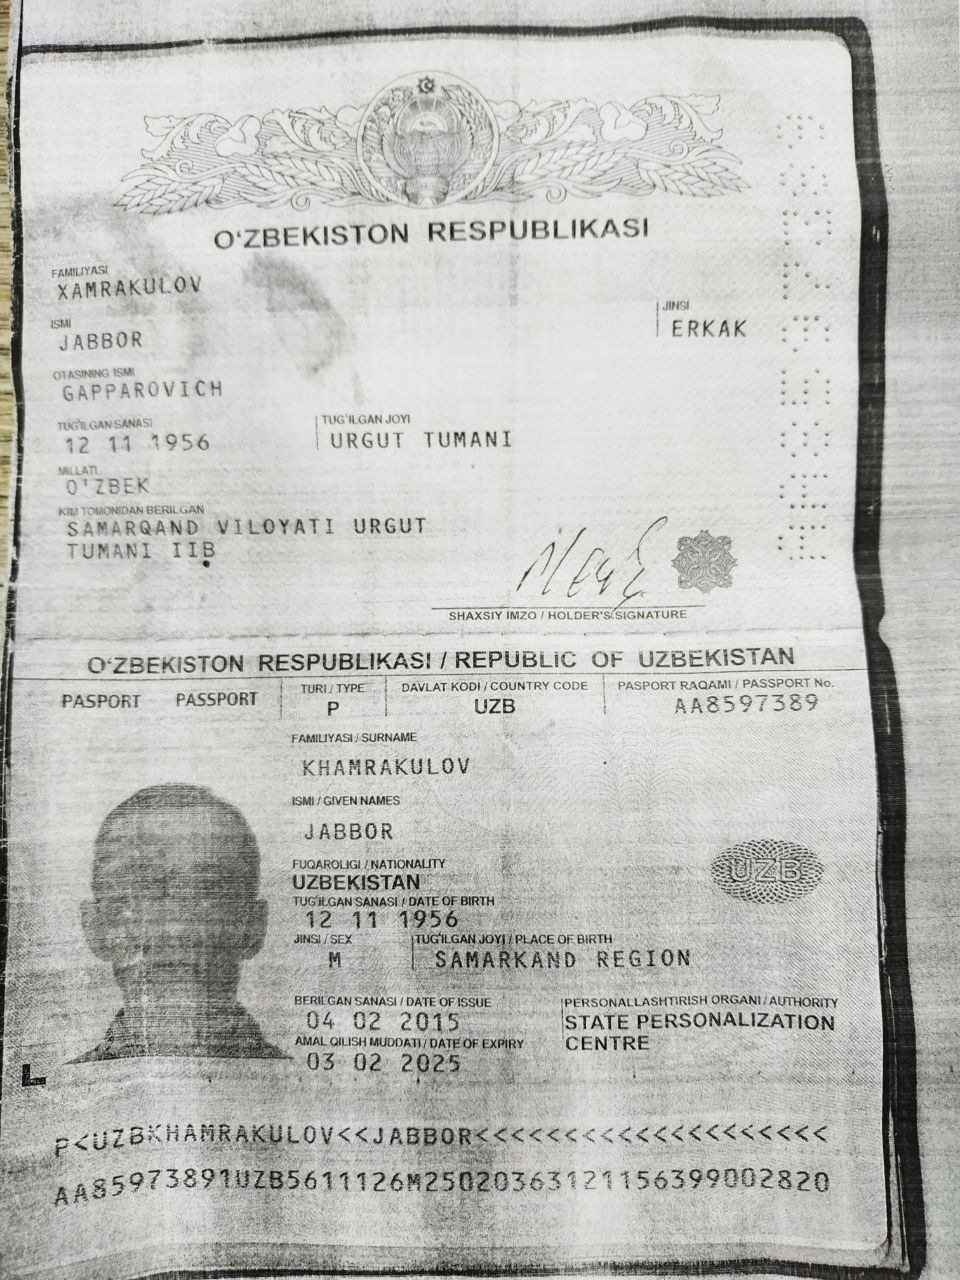 O‘ZBEKISTON RESPUBLIKASI
FAMILIYASI
XAMRAKULOV
ISMI
JABBOR
JINSI
ERKAK
OTASINING ISMI
GAPPAROVICH
TUG‘ILGAN SANASI
12 11 1956
TUG‘ILGAN JOYI
URGUT TUMANI
MILLATI
O'ZBEK
KIM TOMONIDAN BERILGAN
SAMARQAND VILOYATI URGUT
TUMANI IIB
SHAXSIY IMZO / HOLDER'S SIGNATURE
O‘ZBEKISTON RESPUBLIKASI / REPUBLIC OF UZBEKISTAN
PASPORT PASSPORT
TURI / TYPE
P
DAVLAT KODI / COUNTRY CODE
UZB
PASPORT RAQAMI / PASSPORT No.
AA8597389
FAMILIYASI / SURNAME
KHAMRAKULOV
ISMI / GIVEN NAMES
JABBOR
FUQAROLIGI / NATIONALITY
UZBEKISTAN
UZB
TUG‘ILGAN SANASI / DATE OF BIRTH
12 11 1956
JINSI / SEX
M
TUG‘ILGAN JOYI / PLACE OF BIRTH
SAMARKAND REGION
BERILGAN SANASI / DATE OF ISSUE
04 02 2015
PERSONALLASHTIRISH ORGANI / AUTHORITY
STATE PERSONALIZATION
CENTRE
AMAL QILISH MUDDATI / DATE OF EXPIRY
03 02 2025
P<UZBKHAMRAKULOV<<JABBOR<<<<<<<<<<<<<<<<<<<<
AA85973891UZB5611126M25020363121156399002820